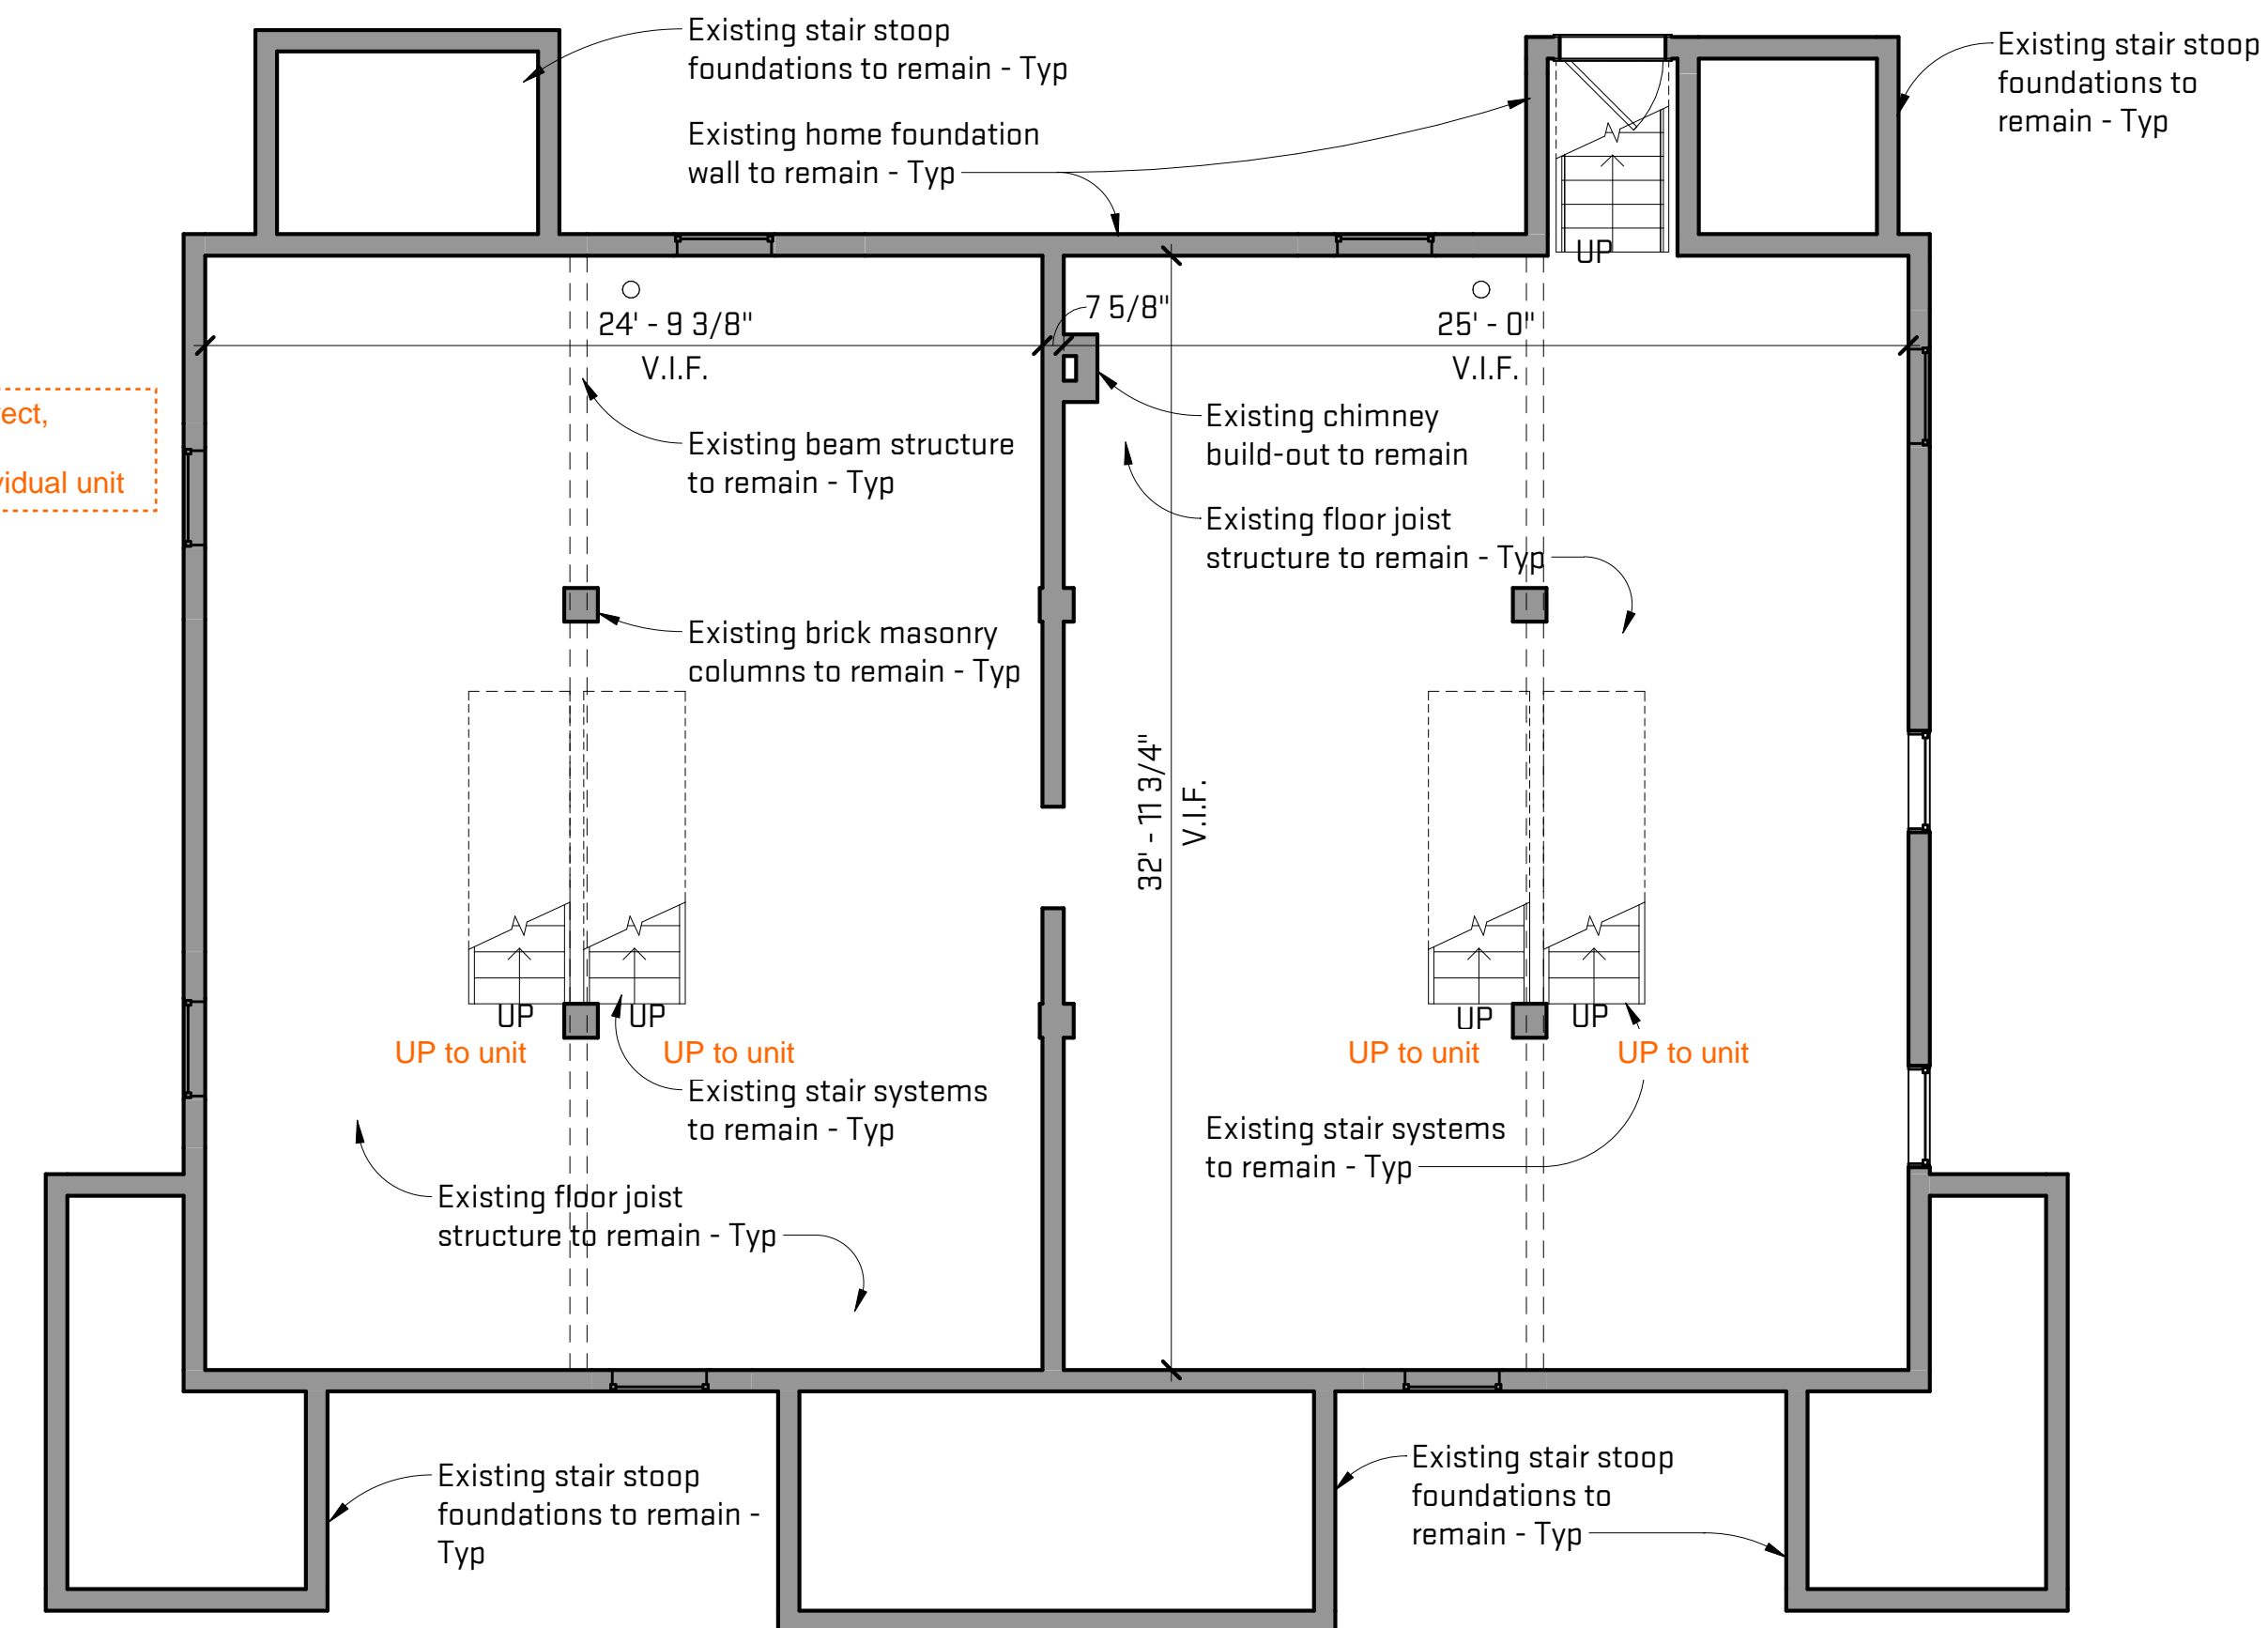 Existing stair stoop
foundations to remain - Typ
Existing stair stoop
foundations to
remain - Typ
Existing home foundation
wall to remain - Typ
UP
7 5/8"
24' - 9 3/8"
V.I.F.
25' - 0"
V.I.F.
vidual unit
Existing beam structure
to remain - Typ
Existing chimney
build-out to remain
Existing floor joist
structure to remain - Typ
Existing brick masonry
columns to remain - Typ
32' - 11 3/4"
V.I.F.
UP
UP
UP
UP
UP to unit
UP to unit
UP to unit
UP to unit
Existing stair systems
to remain - Typ
Existing stair systems
to remain - Typ
Existing floor joist
structure to remain - Typ
Existing stair stoop
foundations to remain -
Typ
Existing stair stoop
foundations to
remain - Typ